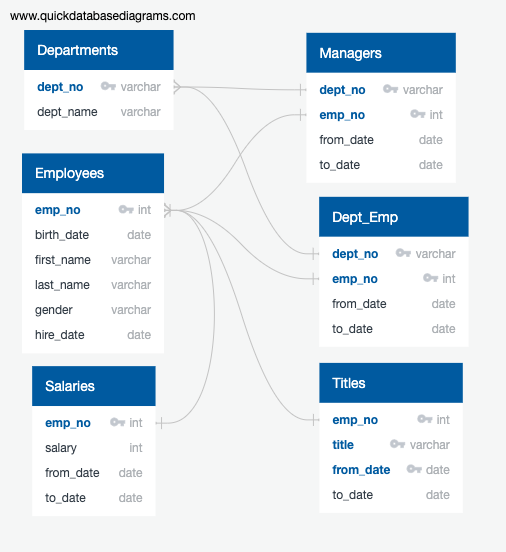 www.quickdatabasediagrams.com
Departments
dept_no varchar
dept_name varchar
Managers
dept_no varchar
emp_no int
from_date date
to_date date
Employees
emp_no int
birth_date date
first_name varchar
last_name varchar
gender varchar
hire_date date
Dept_Emp
dept_no varchar
emp_no int
from_date date
to_date date
Salaries
emp_no int
salary int
from_date date
to_date date
Titles
emp_no int
title varchar
from_date date
to_date date